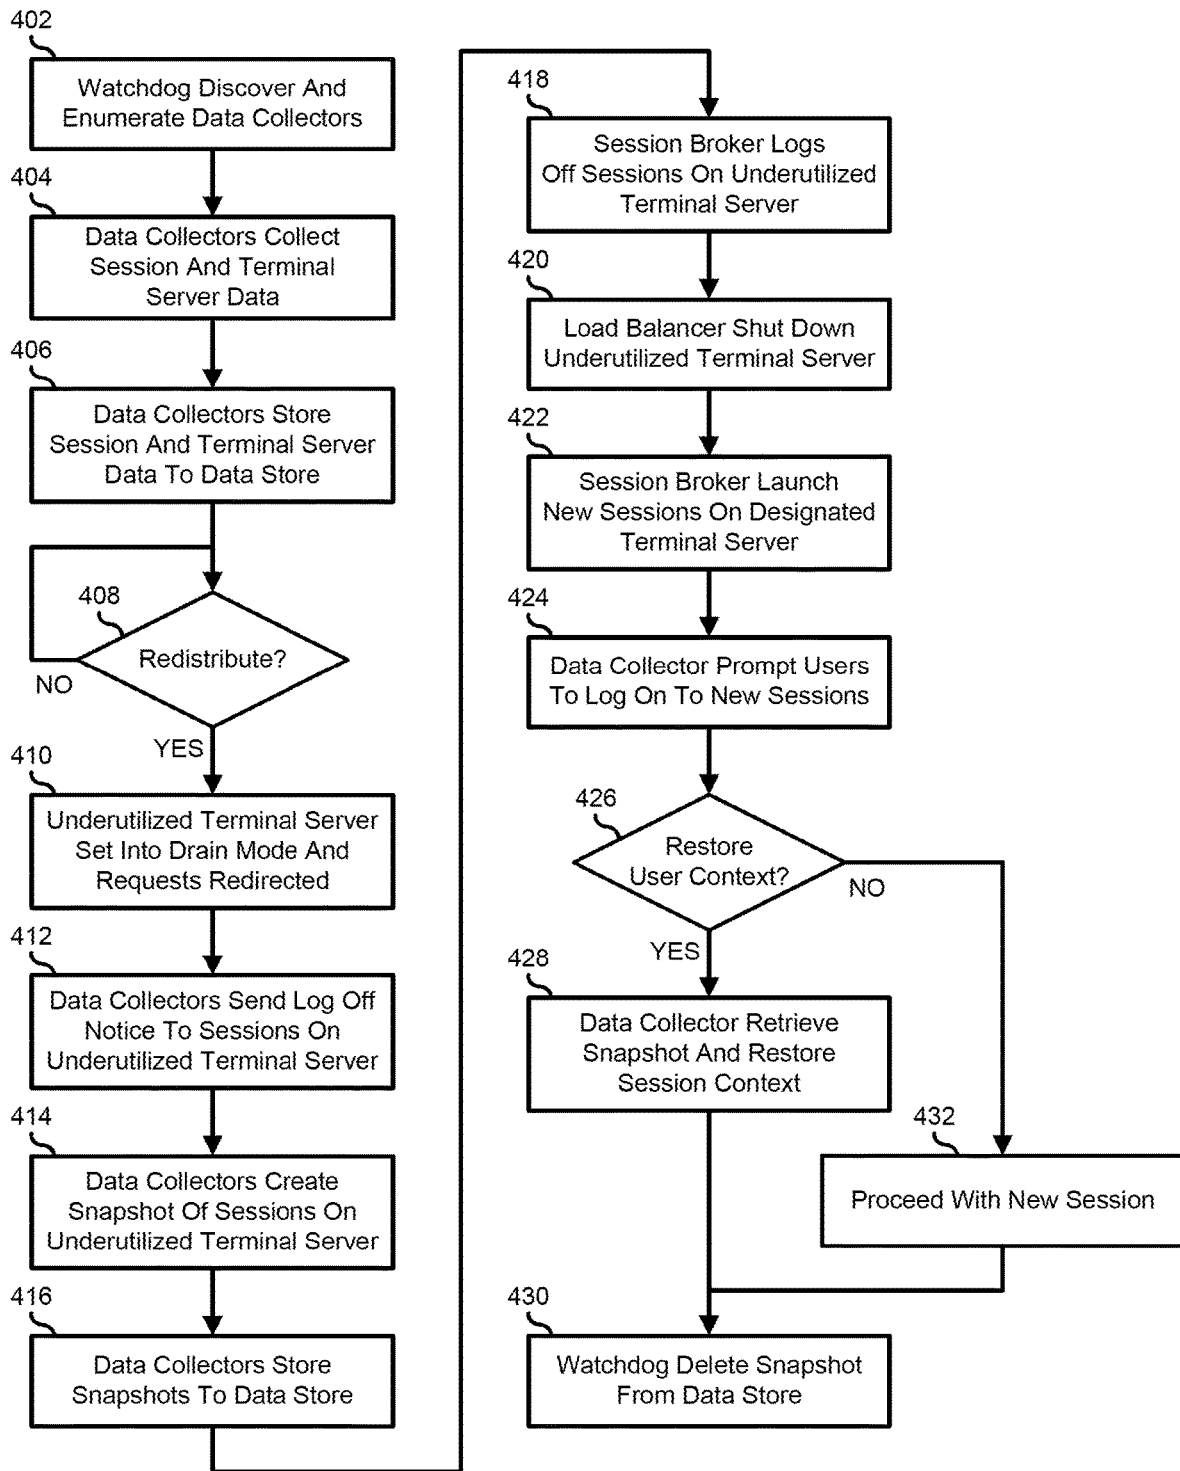 402
Watchdog Discover And
Enumerate Data Collectors
404
Data Collectors Collect
Session And Terminal
Server Data
406
Data Collectors Store
Session And Terminal Server
Data To Data Store
408
Redistribute?
NO
YES
410
Underutilized Terminal Server
Set Into Drain Mode And
Requests Redirected
412
Data Collectors Send Log Off
Notice To Sessions On
Underutilized Terminal Server
414
Data Collectors Create
Snapshot Of Sessions On
Underutilized Terminal Server
416
Data Collectors Store
Snapshots To Data Store
418
Session Broker Logs
Off Sessions On Underutilized
Terminal Server
420
Load Balancer Shut Down
Underutilized Terminal Server
422
Session Broker Launch
New Sessions On Designated
Terminal Server
424
Data Collector Prompt Users
To Log On To New Sessions
426
Restore
User Context?
NO
YES
428
Data Collector Retrieve
Snapshot And Restore
Session Context
432
Proceed With New Session
430
Watchdog Delete Snapshot
From Data Store